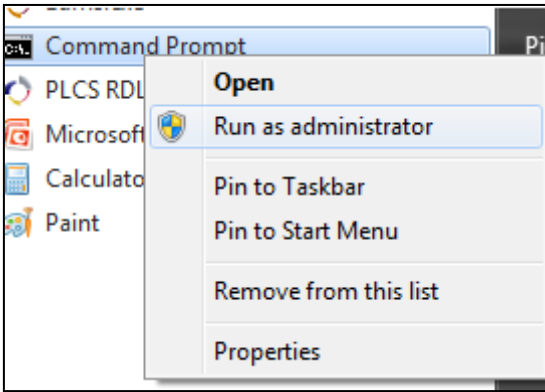 Command Prompt
Pi
Open
PLCS RDL
Run as administrator
Microsoft
Calculato
Pin to Taskbar
Paint
Pin to Start Menu
Remove from this list
Properties